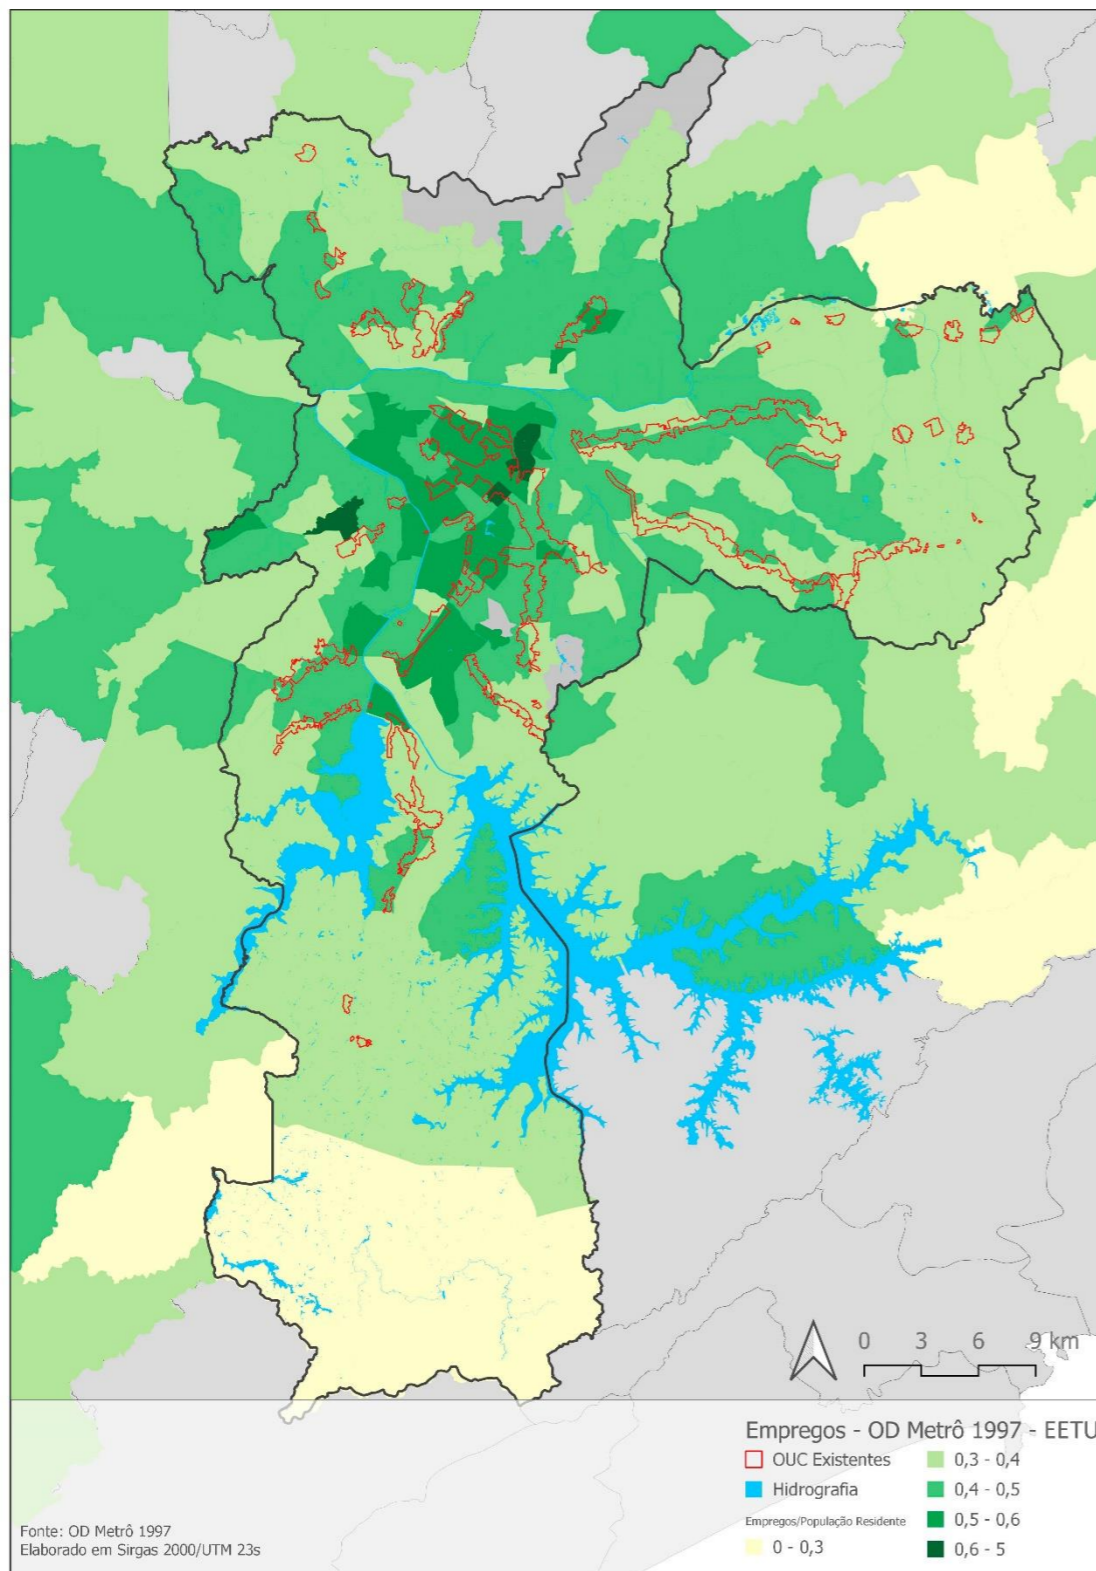 0 3 6 9 km
Empregos - OD Metrô 1997 - EETU
OUC Existentes
Hidrografia
Empregos/População Residente
0 - 0,3
0,3 - 0,4
0,4 - 0,5
0,5 - 0,6
0,6 - 5
Fonte: OD Metrô 1997
Elaborado em Sirgas 2000/UTM 23s